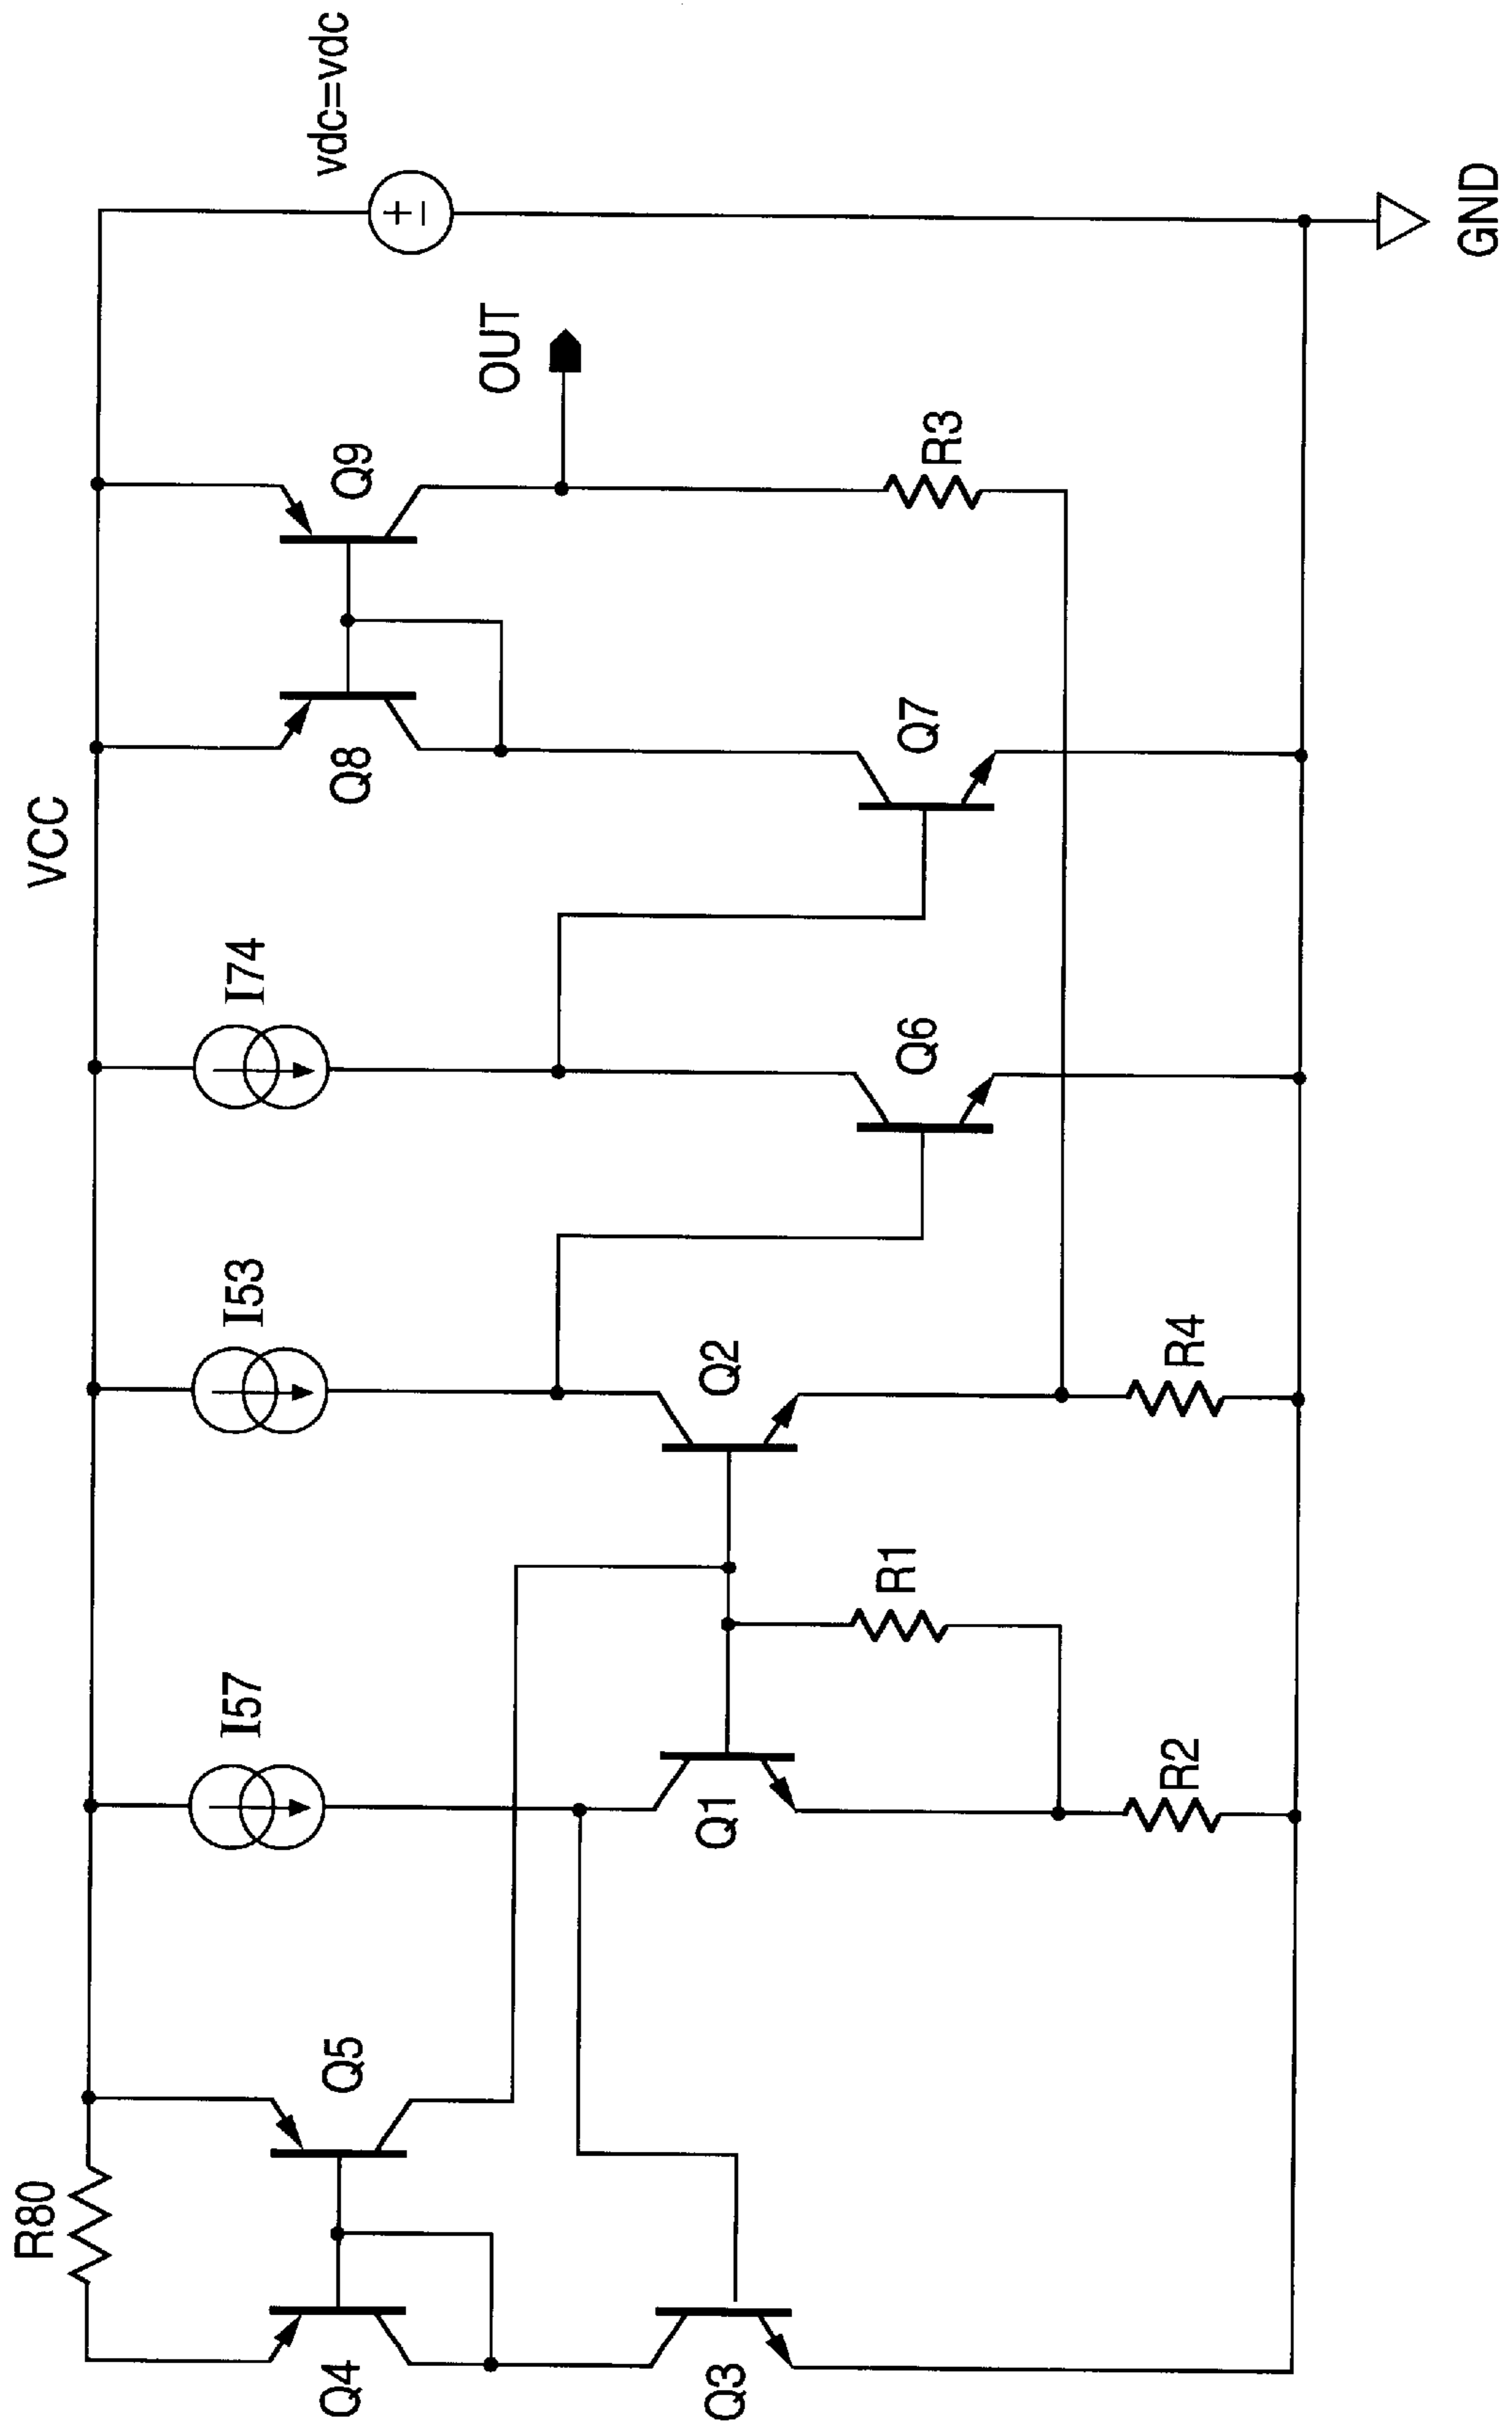 VCC
R80
I57
I53
I74
vdc=vdc
Q4
Q5
Q8
Q9
OUT
Q3
Q1
Q2
R1
Q6
Q7
R3
R2
R4
GND